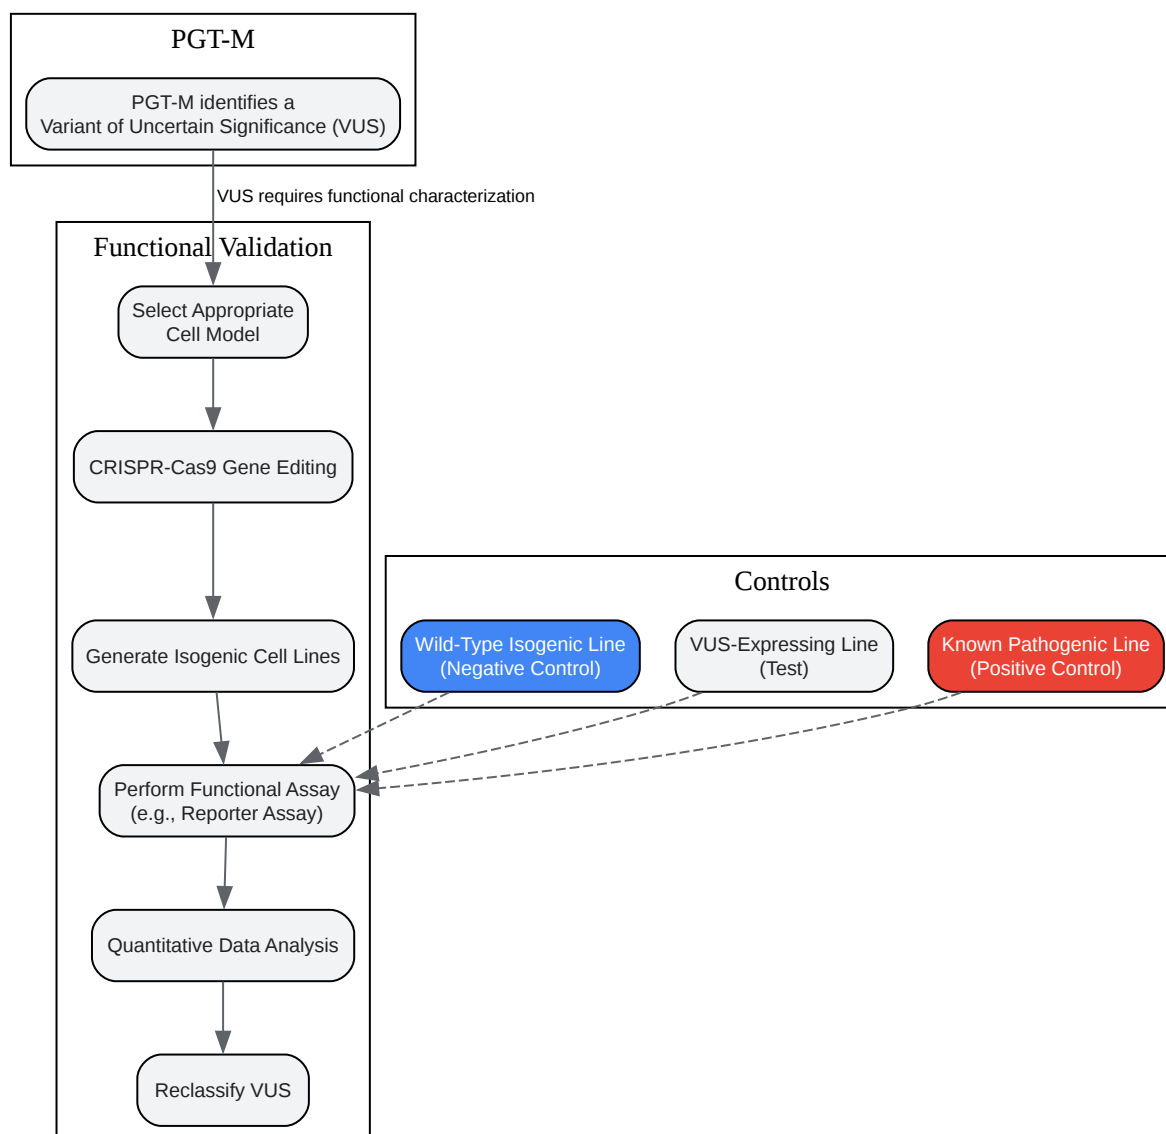 PGT-M
PGT-M identifies a
Variant of Uncertain Significance (VUS)
VUS requires functional characterization
Functional Validation
Select Appropriate
Cell Model
CRISPR-Cas9 Gene Editing
Generate Isogenic Cell Lines
Controls
Wild-Type Isogenic Line
(Negative Control)
VUS-Expressing Line
(Test)
Known Pathogenic Line
(Positive Control)
Perform Functional Assay
(e.g., Reporter Assay)
Quantitative Data Analysis
Reclassify VUS